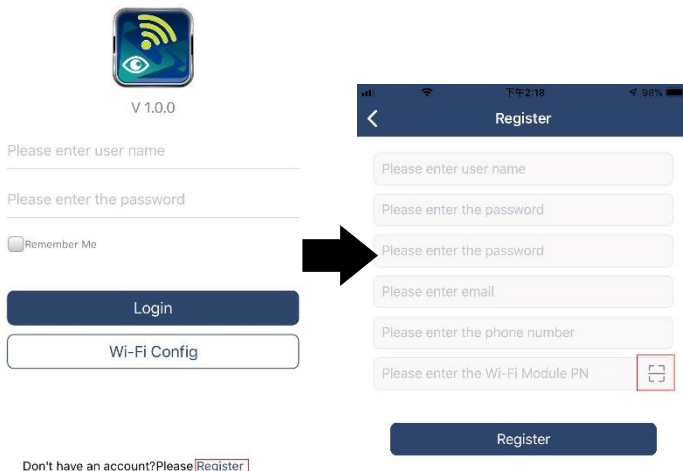 V 1.0.0
Please enter user name
Please enter the password
Remember Me
Login
Wi-Fi Config
Don't have an account?Please Register
下午2:18
98%
Register
Please enter user name
Please enter the password
Please enter the password
Please enter email
Please enter the phone number
Please enter the Wi-Fi Module PN
Register